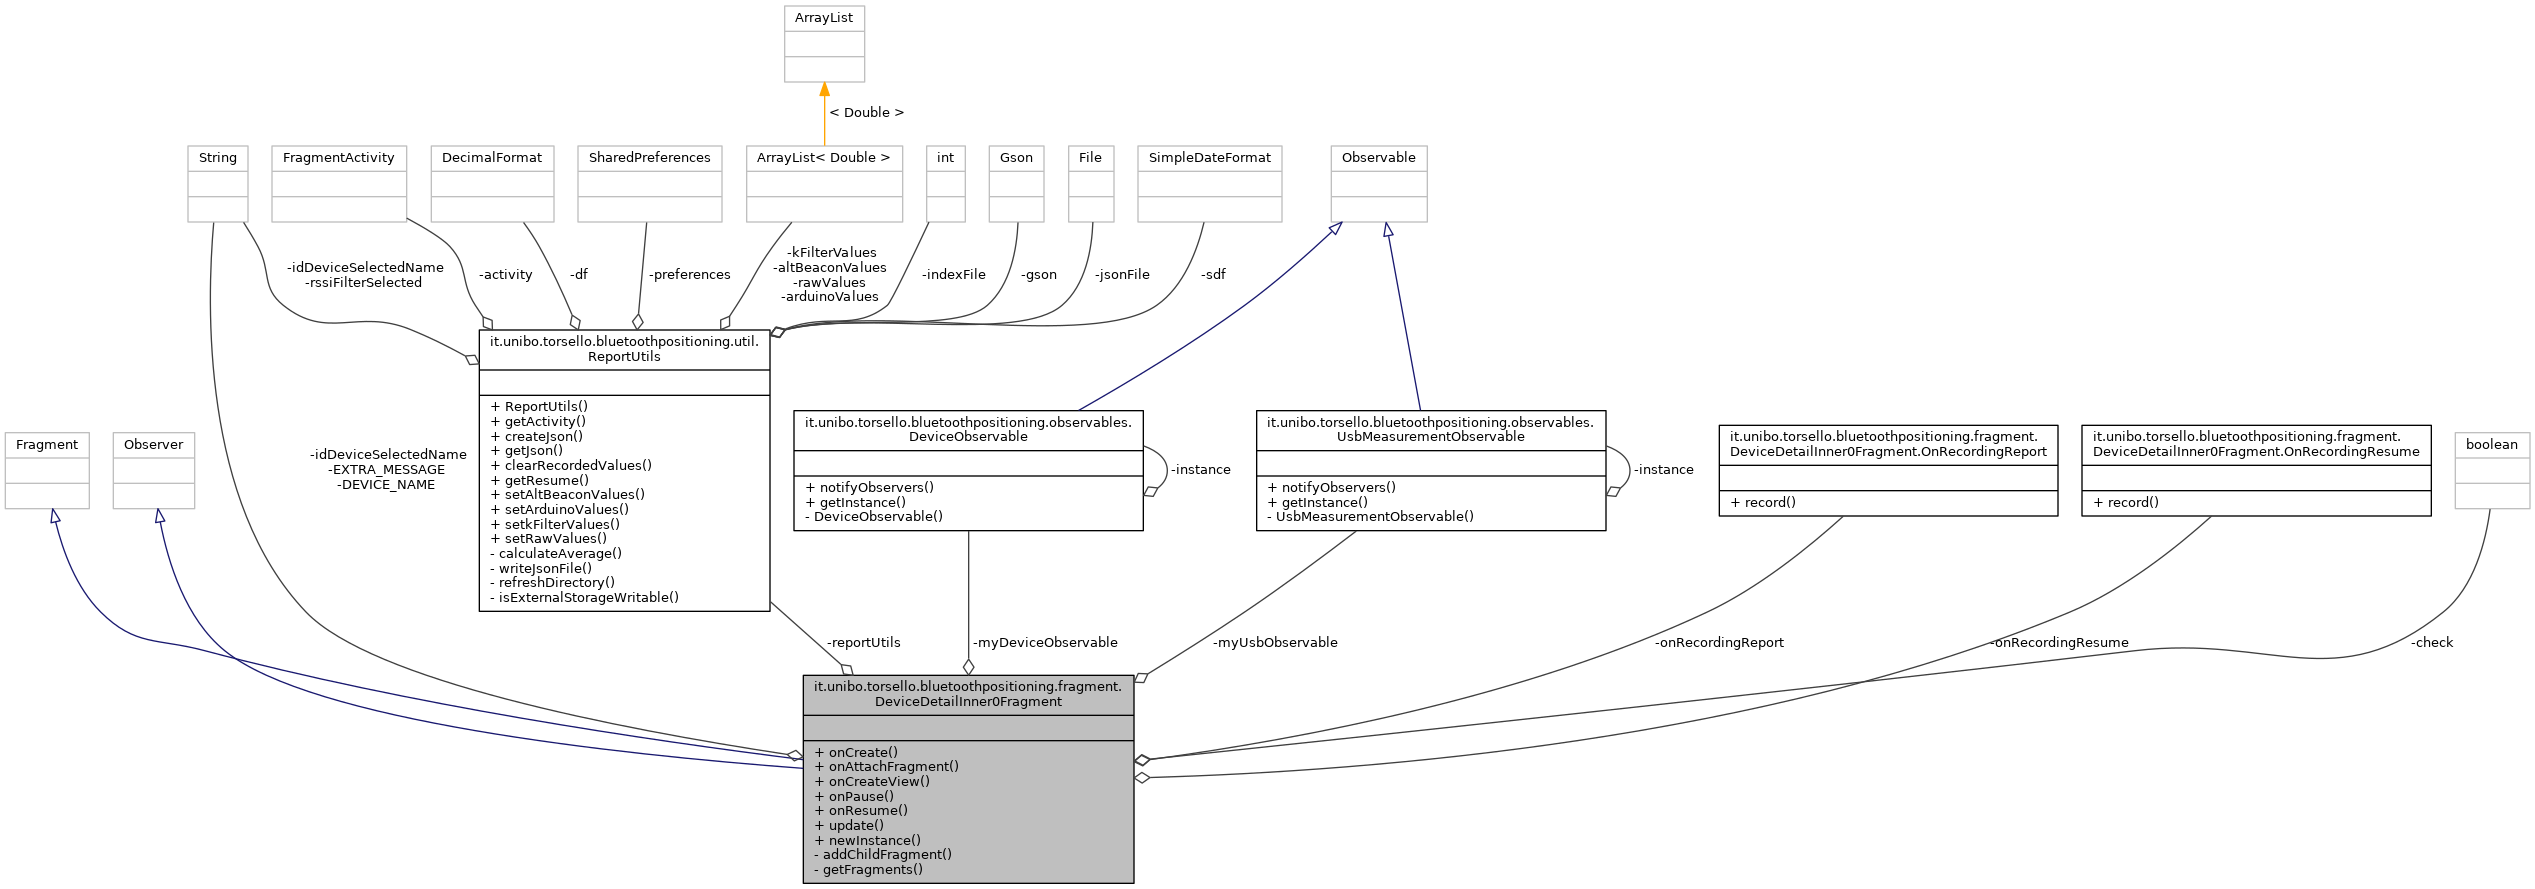 ArrayList
< Double >
String
FragmentActivity
DecimalFormat
SharedPreferences
ArrayList< Double >
int
Gson
File
SimpleDateFormat
Observable
-idDeviceSelectedName
-rssiFilterSelected
-activity
-df
-preferences
-kFilterValues
-altBeaconValues
-rawValues
-arduinoValues
-indexFile
-gson
-jsonFile
-sdf
it.unibo.torsello.bluetoothpositioning.util.
ReportUtils
+ ReportUtils()
+ getActivity()
+ createJson()
+ getJson()
+ clearRecordedValues()
+ getResume()
+ setAltBeaconValues()
+ setArduinoValues()
+ setkFilterValues()
+ setRawValues()
- calculateAverage()
- writeJsonFile()
- refreshDirectory()
- isExternalStorageWritable()
Fragment
Observer
-idDeviceSelectedName
-EXTRA_MESSAGE
-DEVICE_NAME
it.unibo.torsello.bluetoothpositioning.observables.
DeviceObservable
+ notifyObservers()
+ getInstance()
- DeviceObservable()
-instance
it.unibo.torsello.bluetoothpositioning.observables.
UsbMeasurementObservable
+ notifyObservers()
+ getInstance()
- UsbMeasurementObservable()
-instance
it.unibo.torsello.bluetoothpositioning.fragment.
DeviceDetailInner0Fragment.OnRecordingReport
+ record()
it.unibo.torsello.bluetoothpositioning.fragment.
DeviceDetailInner0Fragment.OnRecordingResume
+ record()
boolean
-reportUtils
-myDeviceObservable
-myUsbObservable
-onRecordingReport
-onRecordingResume
-check
it.unibo.torsello.bluetoothpositioning.fragment.
DeviceDetailInner0Fragment
+ onCreate()
+ onAttachFragment()
+ onCreateView()
+ onPause()
+ onResume()
+ update()
+ newInstance()
- addChildFragment()
- getFragments()